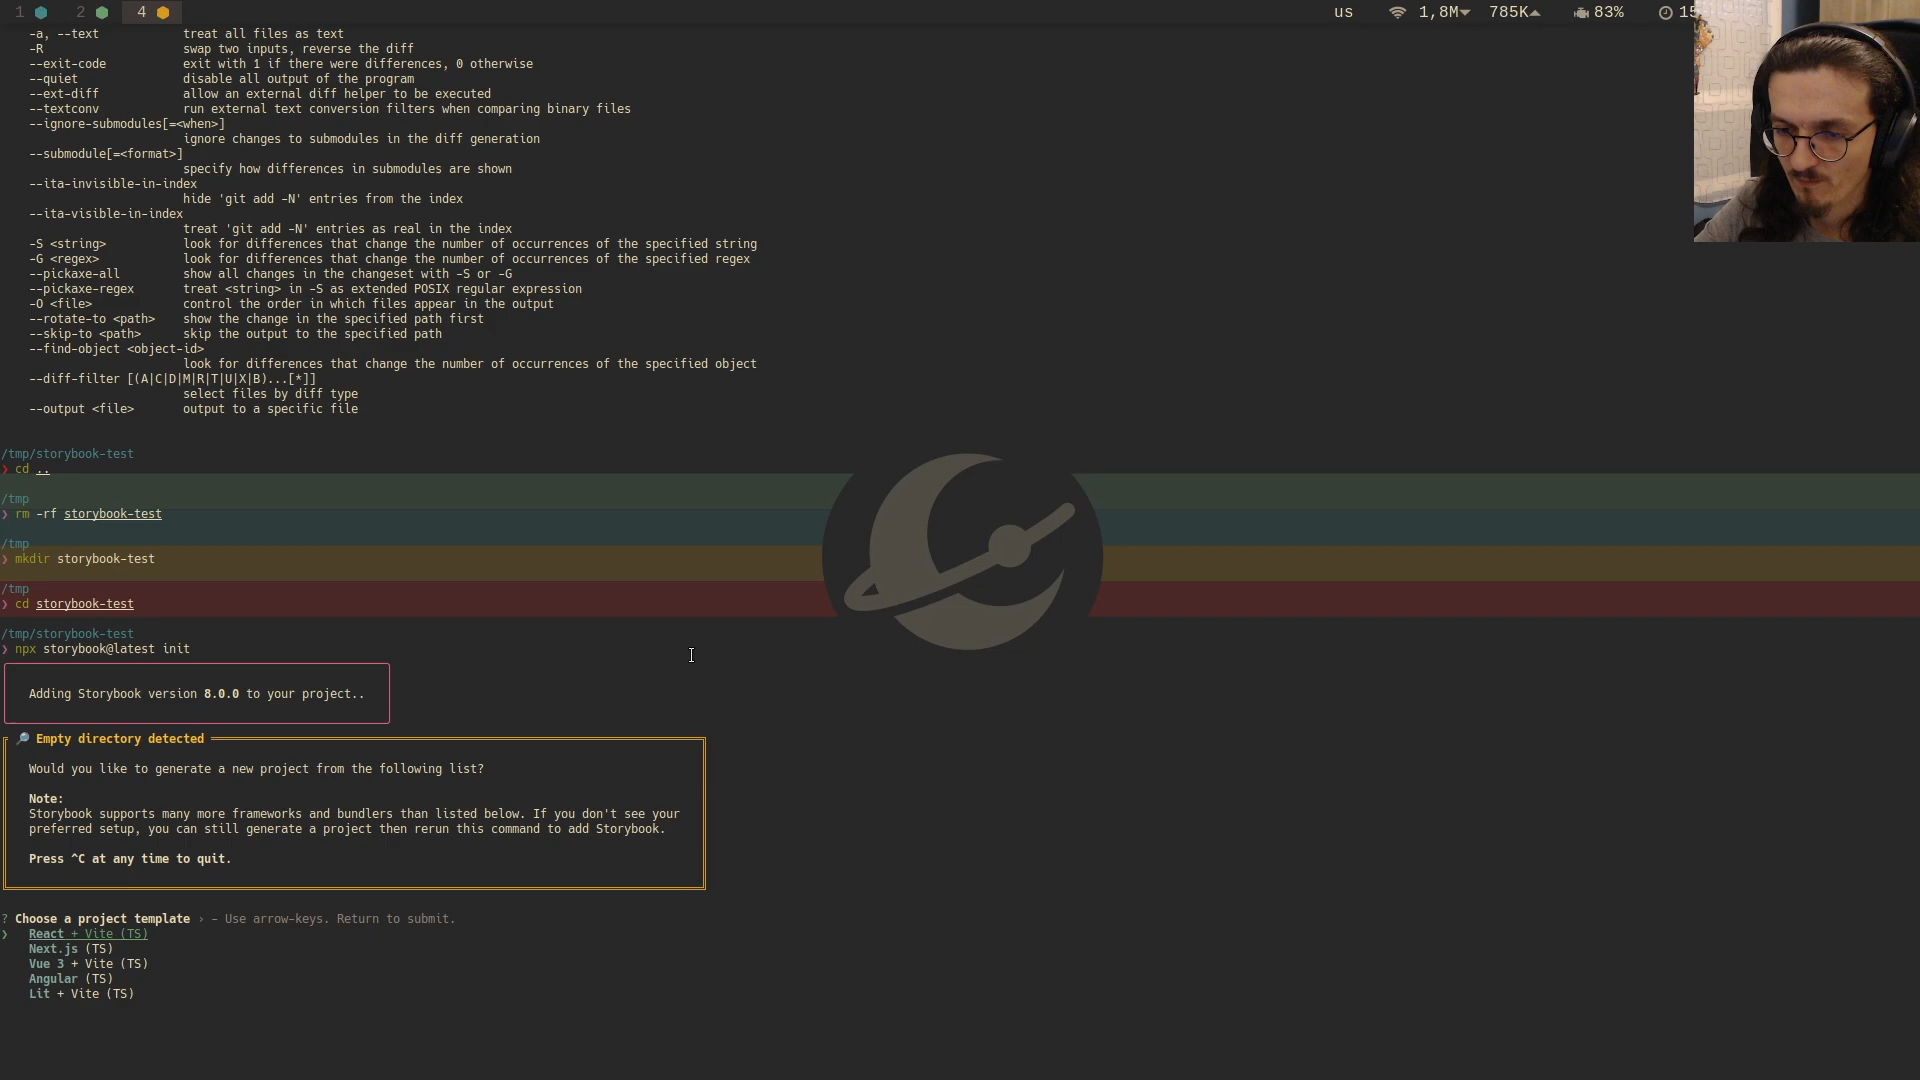 1 2 4 us 1,8M 785K 83% 15
-a, --text treat all files as text
-R swap two inputs, reverse the diff
--exit-code exit with 1 if there were differences, 0 otherwise
--quiet disable all output of the program
--ext-diff allow an external diff helper to be executed
--textconv run external text conversion filters when comparing binary files
--ignore-submodules[=<when>]
ignore changes to submodules in the diff generation
--submodule[=<format>]
specify how differences in submodules are shown
--ita-invisible-in-index
hide 'git add -N' entries from the index
--ita-visible-in-index
treat 'git add -N' entries as real in the index
-S <string> look for differences that change the number of occurrences of the specified string
-G <regex> look for differences that change the number of occurrences of the specified regex
--pickaxe-all show all changes in the changeset with -S or -G
--pickaxe-regex treat <string> in -S as extended POSIX regular expression
-O <file> control the order in which files appear in the output
--rotate-to <path> show the change in the specified path first
--skip-to <path> skip the output to the specified path
--find-object <object-id>
look for differences that change the number of occurrences of the specified object
--diff-filter [(A|C|D|M|R|T|U|X|B)...[*]]
select files by diff type
--output <file> output to a specific file
/tmp/storybook-test
❯ cd ..
/tmp
❯ rm -rf storybook-test
/tmp
❯ mkdir storybook-test
/tmp
❯ cd storybook-test
/tmp/storybook-test
❯ npx storybook@latest init
Adding Storybook version 8.0.0 to your project..
🔎 Empty directory detected
Would you like to generate a new project from the following list?
Note:
Storybook supports many more frameworks and bundlers than listed below. If you don't see your
preferred setup, you can still generate a project then rerun this command to add Storybook.
Press ^C at any time to quit.
? Choose a project template › - Use arrow-keys. Return to submit.
❯ React + Vite (TS)
Next.js (TS)
Vue 3 + Vite (TS)
Angular (TS)
Lit + Vite (TS)